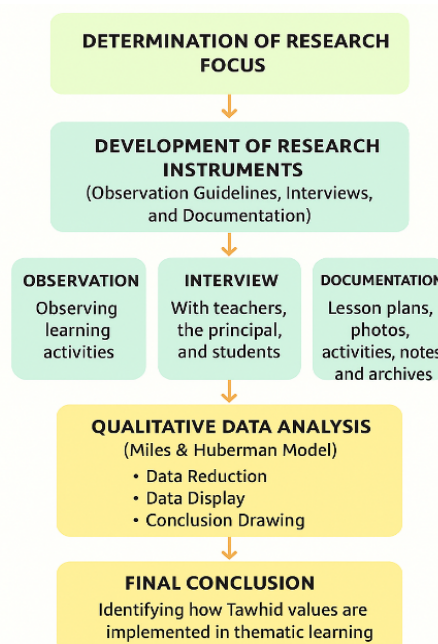 DETERMINATION OF RESEARCH
FOCUS
DEVELOPMENT OF RESEARCH
INSTRUMENTS
(Observation Guidelines, Interviews,
and Documentation)
OBSERVATION
Observing
learning
activities
INTERVIEW
With teachers,
the principal,
and students
DOCUMENTATION
Lesson plans,
photos,
activities, notes
and archives
QUALITATIVE DATA ANALYSIS
(Miles & Huberman Model)
• Data Reduction
• Data Display
• Conclusion Drawing
FINAL CONCLUSION
Identifying how Tawhid values are
implemented in thematic learning